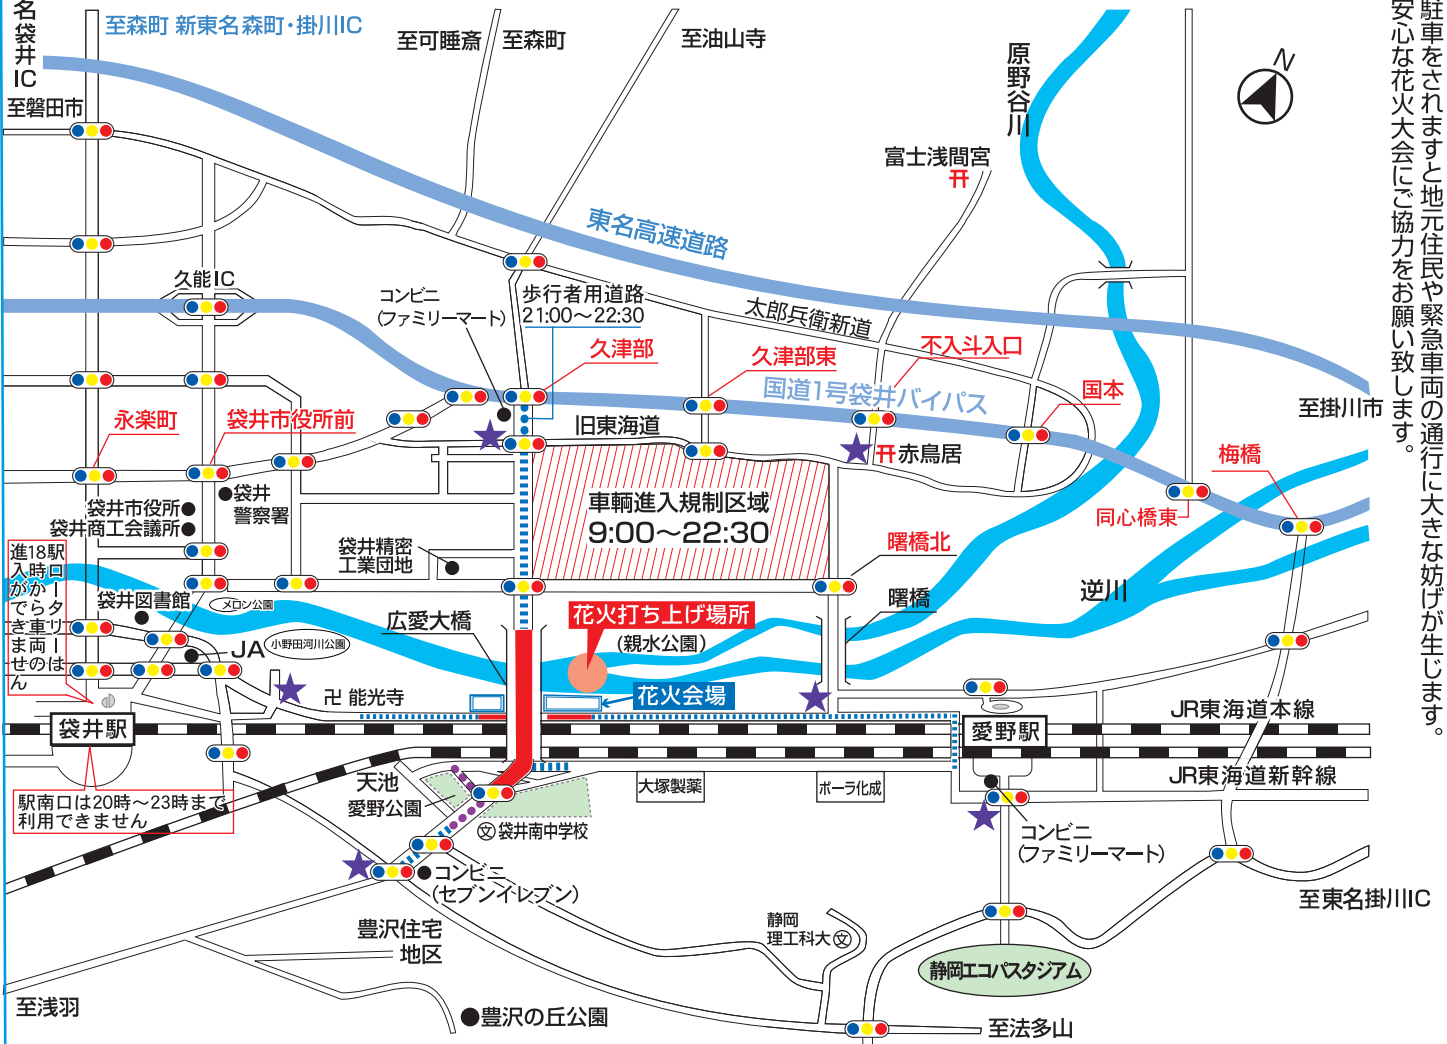 駐車をされますと地元住民や緊急車両の通行に大きな妨げが生じます。
安心な花火大会にご協力をお願い致します。
名袋井IC
至森町 新東名森町・掛川IC
至可睡斎
至森町
至油山寺
原野谷川
N
至磐田市
富士浅間宮
東名高速道路
久能IC
コンビニ
(ファミリーマート)
歩行者用道路
21:00〜22:30
太郎兵衛新道
久津部
久津部東
不入斗入口
国道1号袋井バイパス
国本
至掛川市
永楽町
袋井市役所前
旧東海道
赤鳥居
梅橋
袋井
警察署
袋井市役所
袋井商工会議所
車輌進入規制区域
9:00〜22:30
同心橋東
袋井精密
工業団地
曙橋北
駅ロータリーは
18時から車両の
進入ができません
袋井図書館
メロン公園
広愛大橋
花火打ち上げ場所
(親水公園)
曙橋
逆川
JA
小野田河川公園
卍 能光寺
花火会場
袋井駅
愛野駅
JR東海道本線
JR東海道新幹線
天池
愛野公園
大塚製薬
ポーラ化成
駅南口は20時〜23時まで
利用できません
文 袋井南中学校
コンビニ
(ファミリーマート)
コンビニ
(セブンイレブン)
至東名掛川IC
豊沢住宅
地区
静岡
理工科大 文
静岡エコパスタジアム
至浅羽
豊沢の丘公園
至法多山